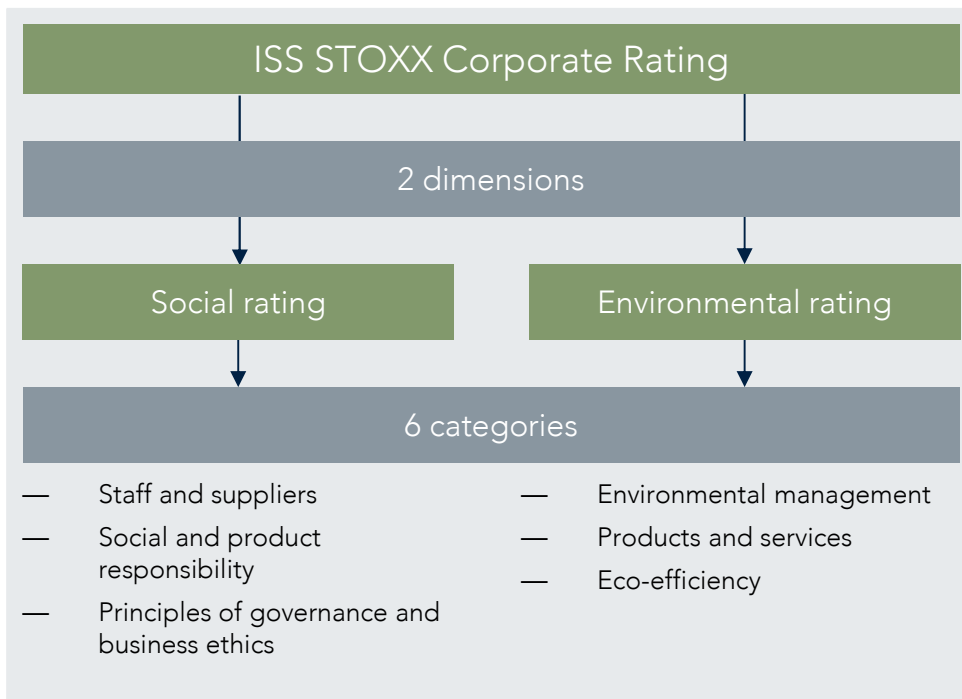 ISS STOXX Corporate Rating
2 dimensions
Social rating
Environmental rating
6 categories
— Staff and suppliers
— Social and product
responsibility
— Principles of governance and
business ethics
— Environmental management
— Products and services
— Eco-efficiency